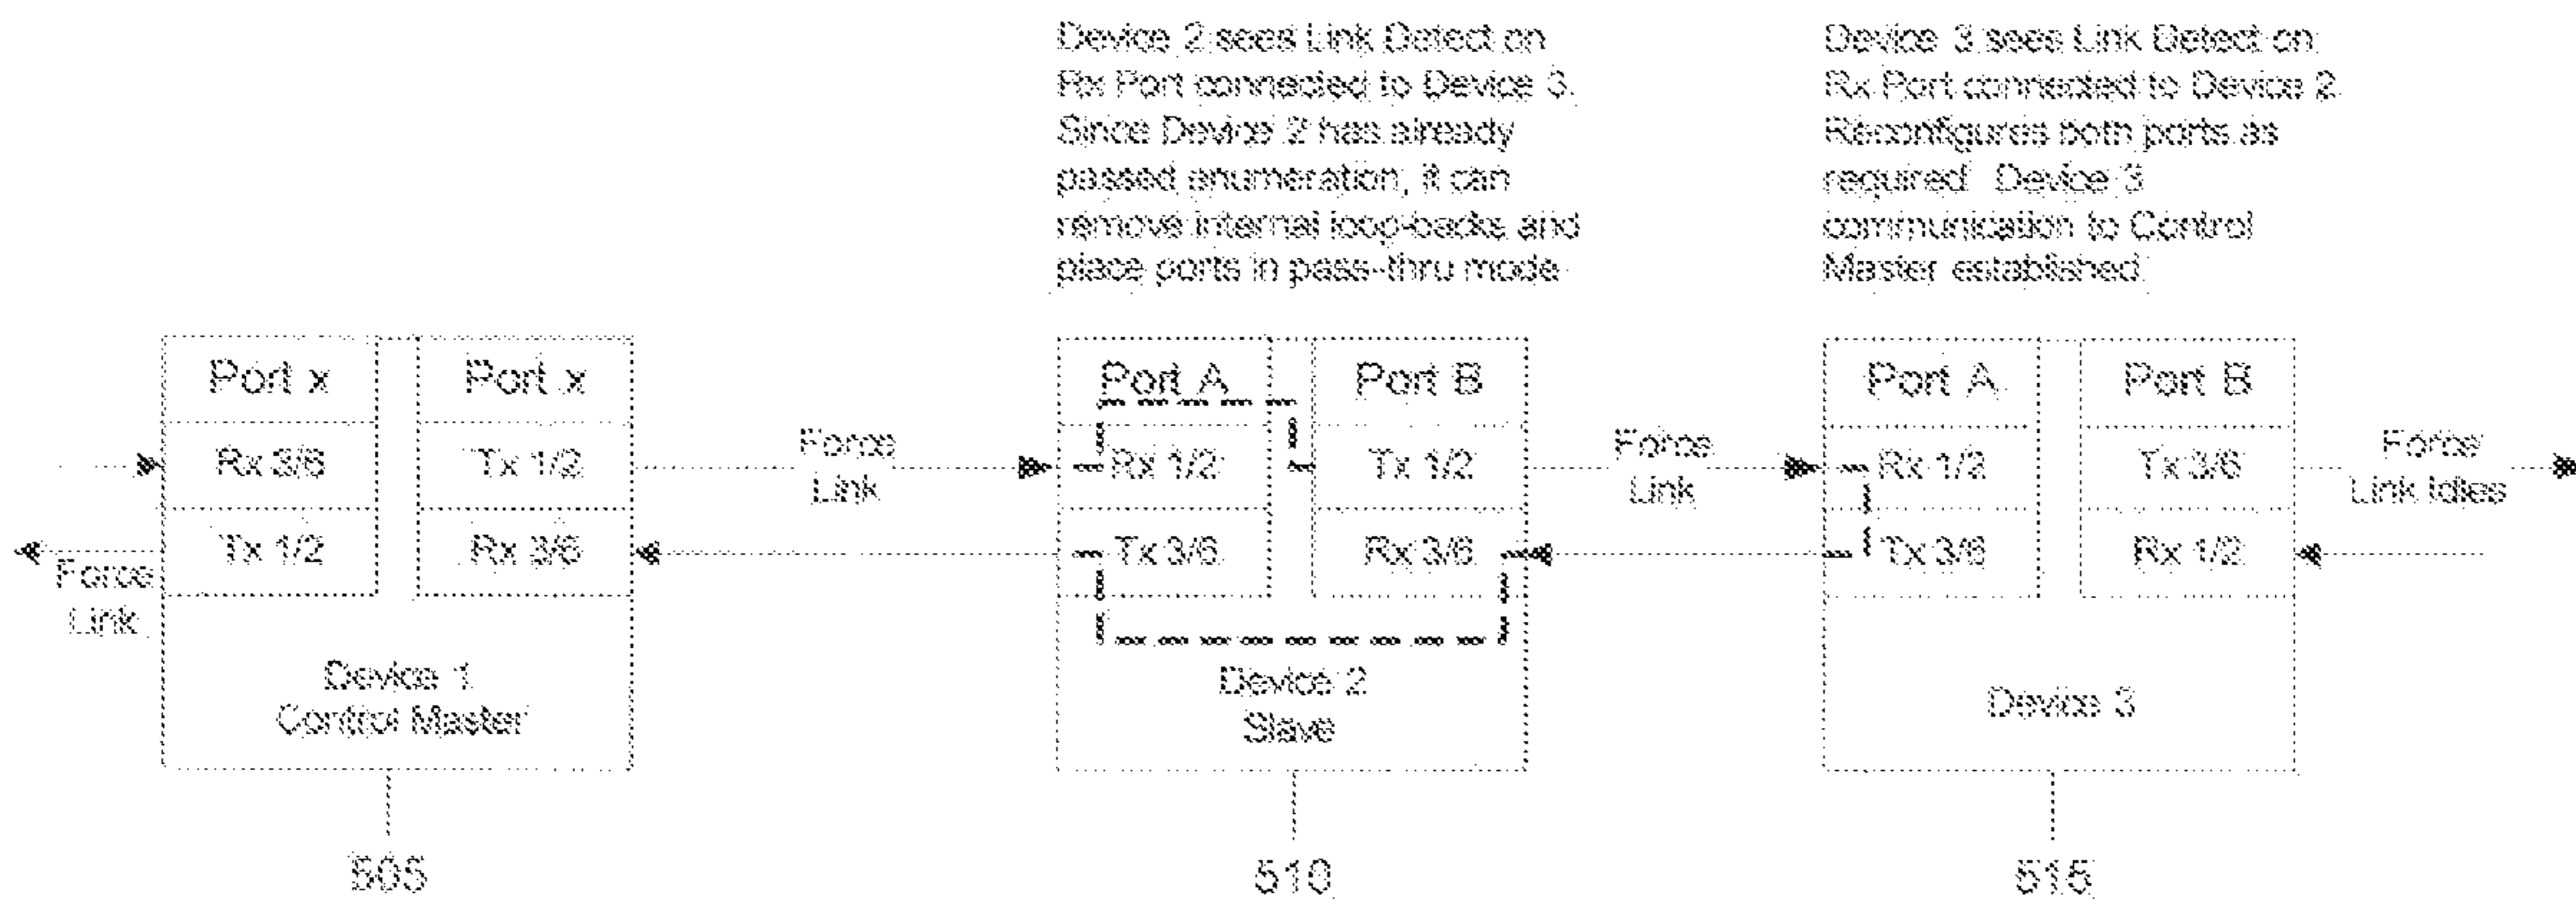 Device 2 sees Link Detect on
Rx Port connected to Device 3.
Since Device 2 has already
passed enumeration, it can
remove internal loop-backs and
place ports in pass-thru mode
Device 3 sees Link Detect on
Rx Port connected to Device 2.
Reconfigures both ports as
required. Device 3
communication to Control
Master established.
Port x
Port x
Rx 3/6
Tx 1/2
Tx 1/2
Rx 3/6
Force
Link
Device 1
Control Master
505
Force
Link
Port A
Port B
Rx 1/2
Tx 1/2
Tx 3/6
Rx 3/6
Device 2
Slave
510
Force
Link
Port A
Port B
Rx 1/2
Tx 3/6
Tx 3/6
Rx 1/2
Device 3
515
Force
Link Idles